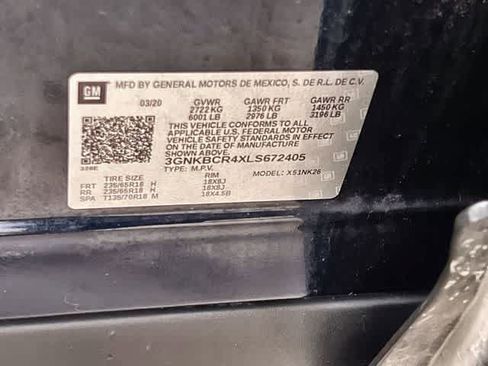 GM
MFD BY GENERAL MOTORS DE MEXICO, S. DE R.L. DE C.V.
03/20 GVWR GAWR FRT GAWR RR
2722 KG 1350 KG 1450 KG
6001 LB 2976 LB 3196 LB
THIS VEHICLE CONFORMS TO ALL
APPLICABLE U.S. FEDERAL MOTOR
VEHICLE SAFETY STANDARDS IN
EFFECT ON THE DATE OF
MANUFACTURE SHOWN ABOVE.
3GNKBCR4XLS672405
TYPE: M.P.V. MODEL: X51NK26
TIRE SIZE RIM
FRT 235/65R18 H 18X8J
RR 235/65R18 H 18X8J
SPA T135/70R18 M 18X4.5B